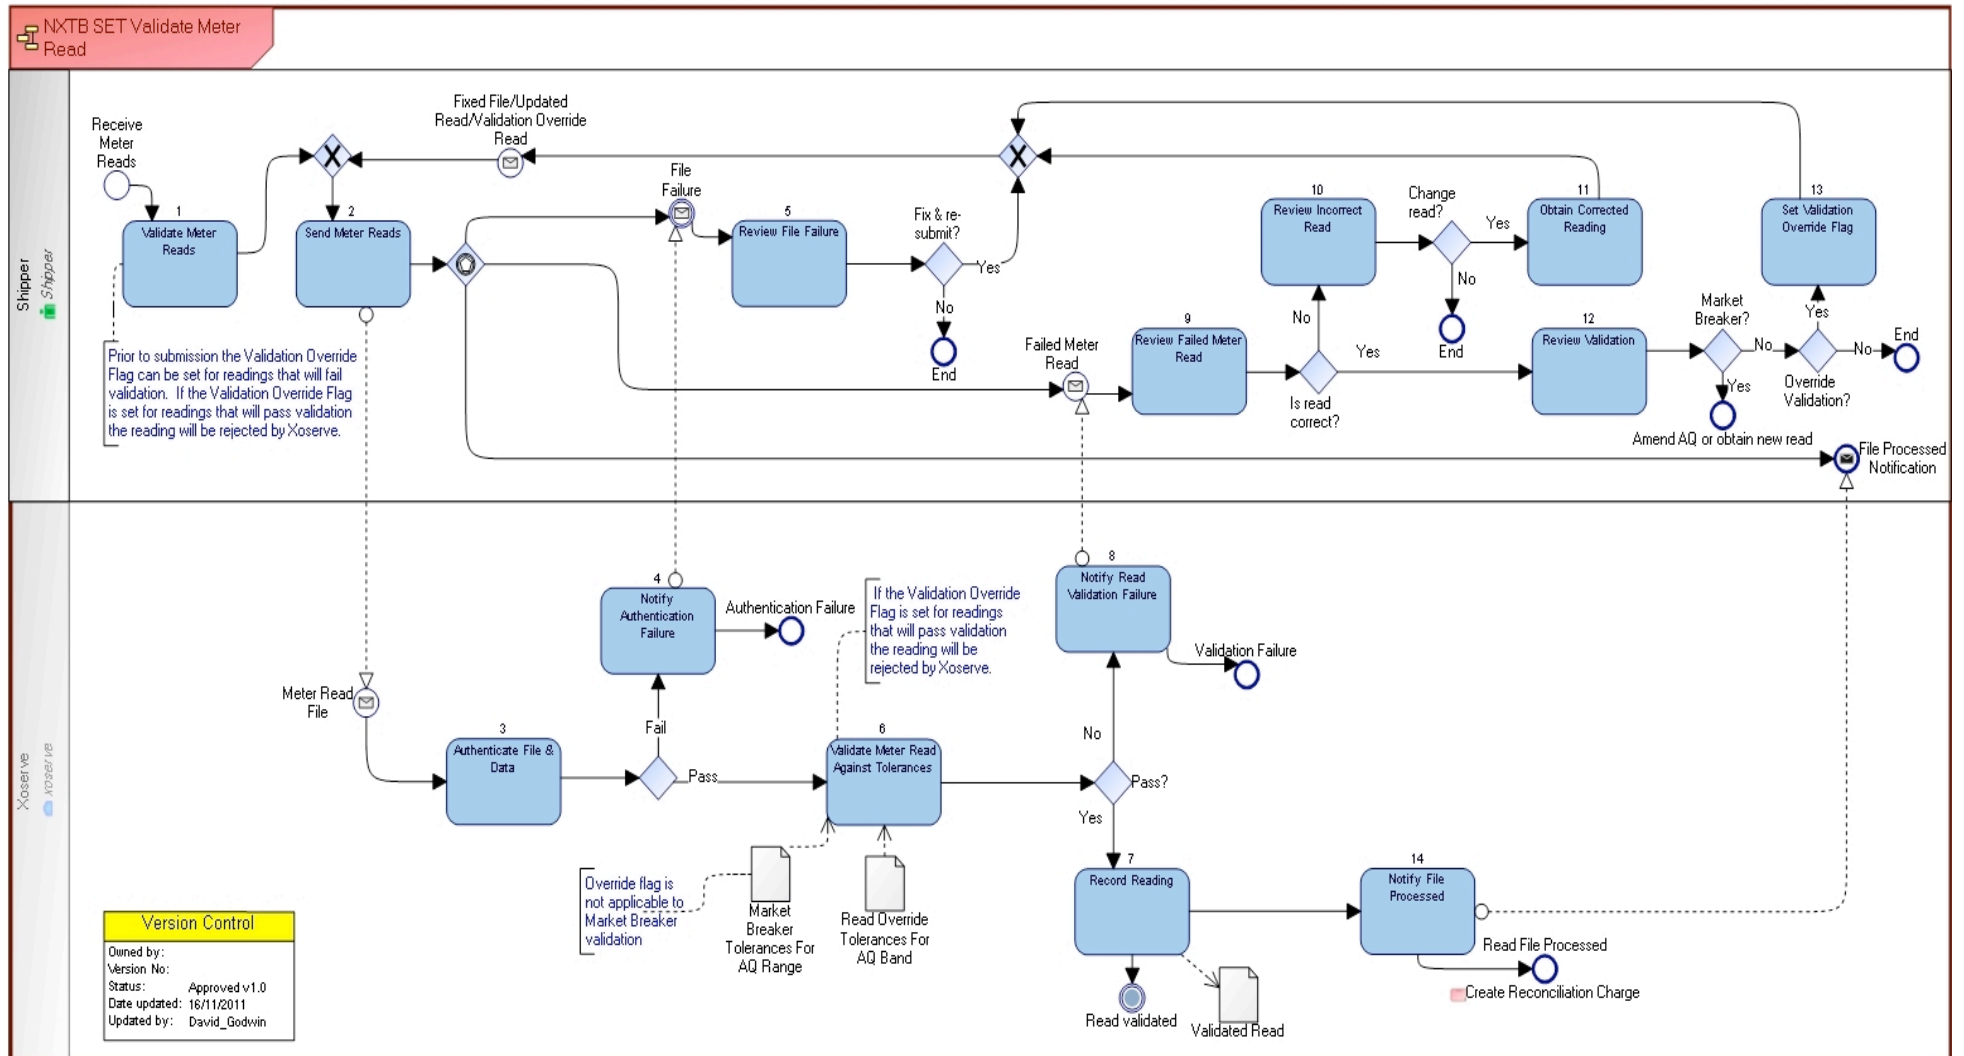 NXTB SET Validate Meter
Read
Shipper
Shipper
Receive
Meter
Reads
1
Validate Meter
Reads
Prior to submission the Validation Override
Flag can be set for readings that will fail
validation.  If the Validation Override Flag
is set for readings that will pass validation
the reading will be rejected by Xoserve.
2
Send Meter Reads
Fixed File/Updated
Read/Validation Override
Read
File
Failure
5
Review File Failure
Fix & re-
submit?
Yes
No
End
Failed Meter
Read
9
Review Failed Meter
Read
Is read
correct?
No
Yes
10
Review Incorrect
Read
Change
read?
Yes
No
End
11
Obtain Corrected
Reading
12
Review Validation
Market
Breaker?
No
Yes
Amend AQ or obtain new read
13
Set Validation
Override Flag
Yes
Override
Validation?
No
End
File Processed
Notification
Xoserve
xoserve
Meter Read
File
3
Authenticate File &
Data
Fail
Pass
4
Notify
Authentication
Failure
Authentication Failure
If the Validation Override
Flag is set for readings
that will pass validation
the reading will be
rejected by Xoserve.
6
Validate Meter Read
Against Tolerances
Override flag is
not applicable to
Market Breaker
validation
Market
Breaker
Tolerances For
AQ Range
Read Override
Tolerances For
AQ Band
Pass?
No
Yes
8
Notify Read
Validation Failure
Validation Failure
7
Record Reading
Read validated
Validated Read
14
Notify File
Processed
Read File Processed
Create Reconciliation Charge
Version Control
Owned by:
Version No:
Status: Approved v1.0
Date updated: 16/11/2011
Updated by: David_Godwin